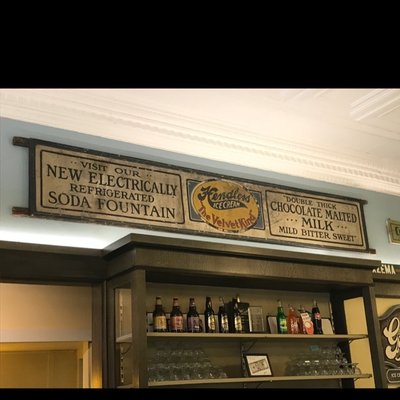 "VISIT OUR
NEW ELECTRICALLY
REFRIGERATED
SODA FOUNTAIN"
Hendlers
ICE CREAM
The Velvet Kind
"DOUBLE THICK
CHOCOLATE MALTED
MILK
MILD BITTER SWEET"